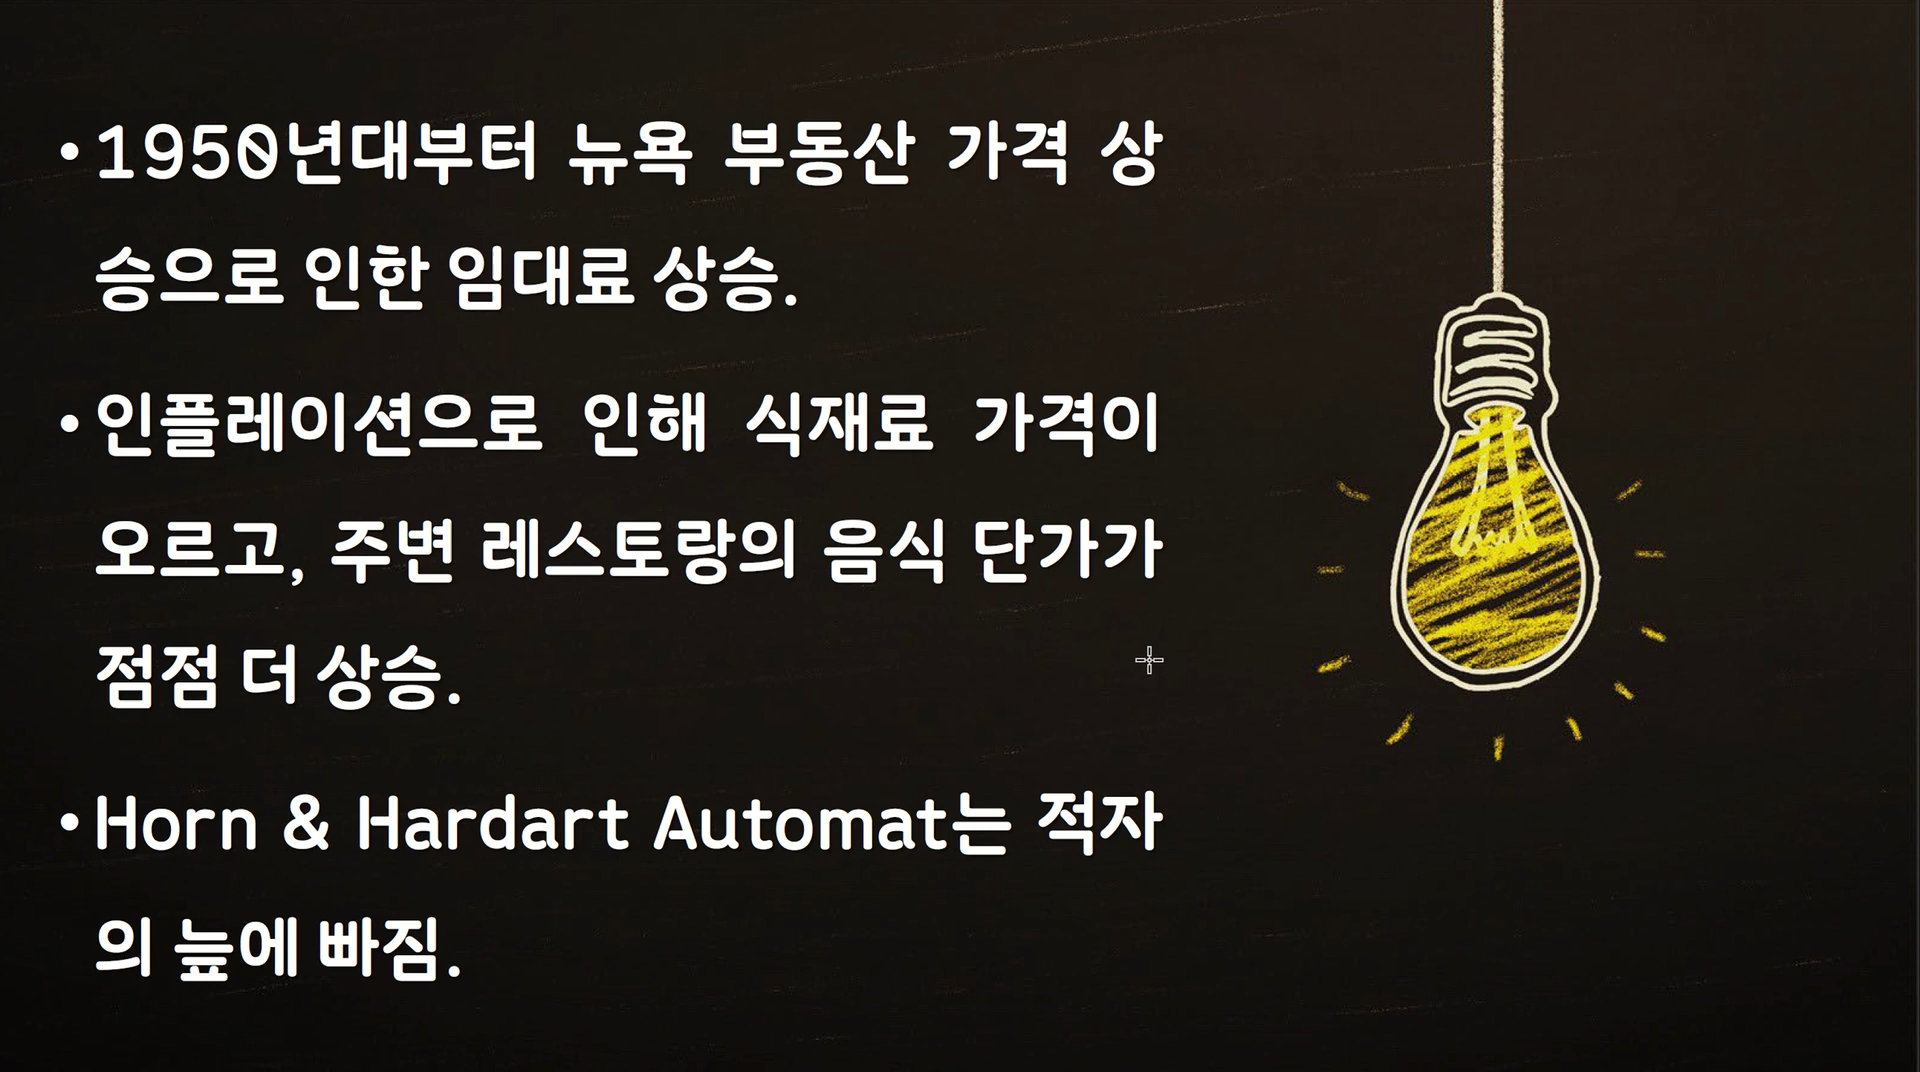 • 1950년대부터 뉴욕 부동산 가격 상
승으로 인한 임대료 상승.
• 인플레이션으로 인해 식재료 가격이
오르고, 주변 레스토랑의 음식 단가가
점점 더 상승.
• Horn & Hardart Automat는 적자
의 늪에 빠짐.